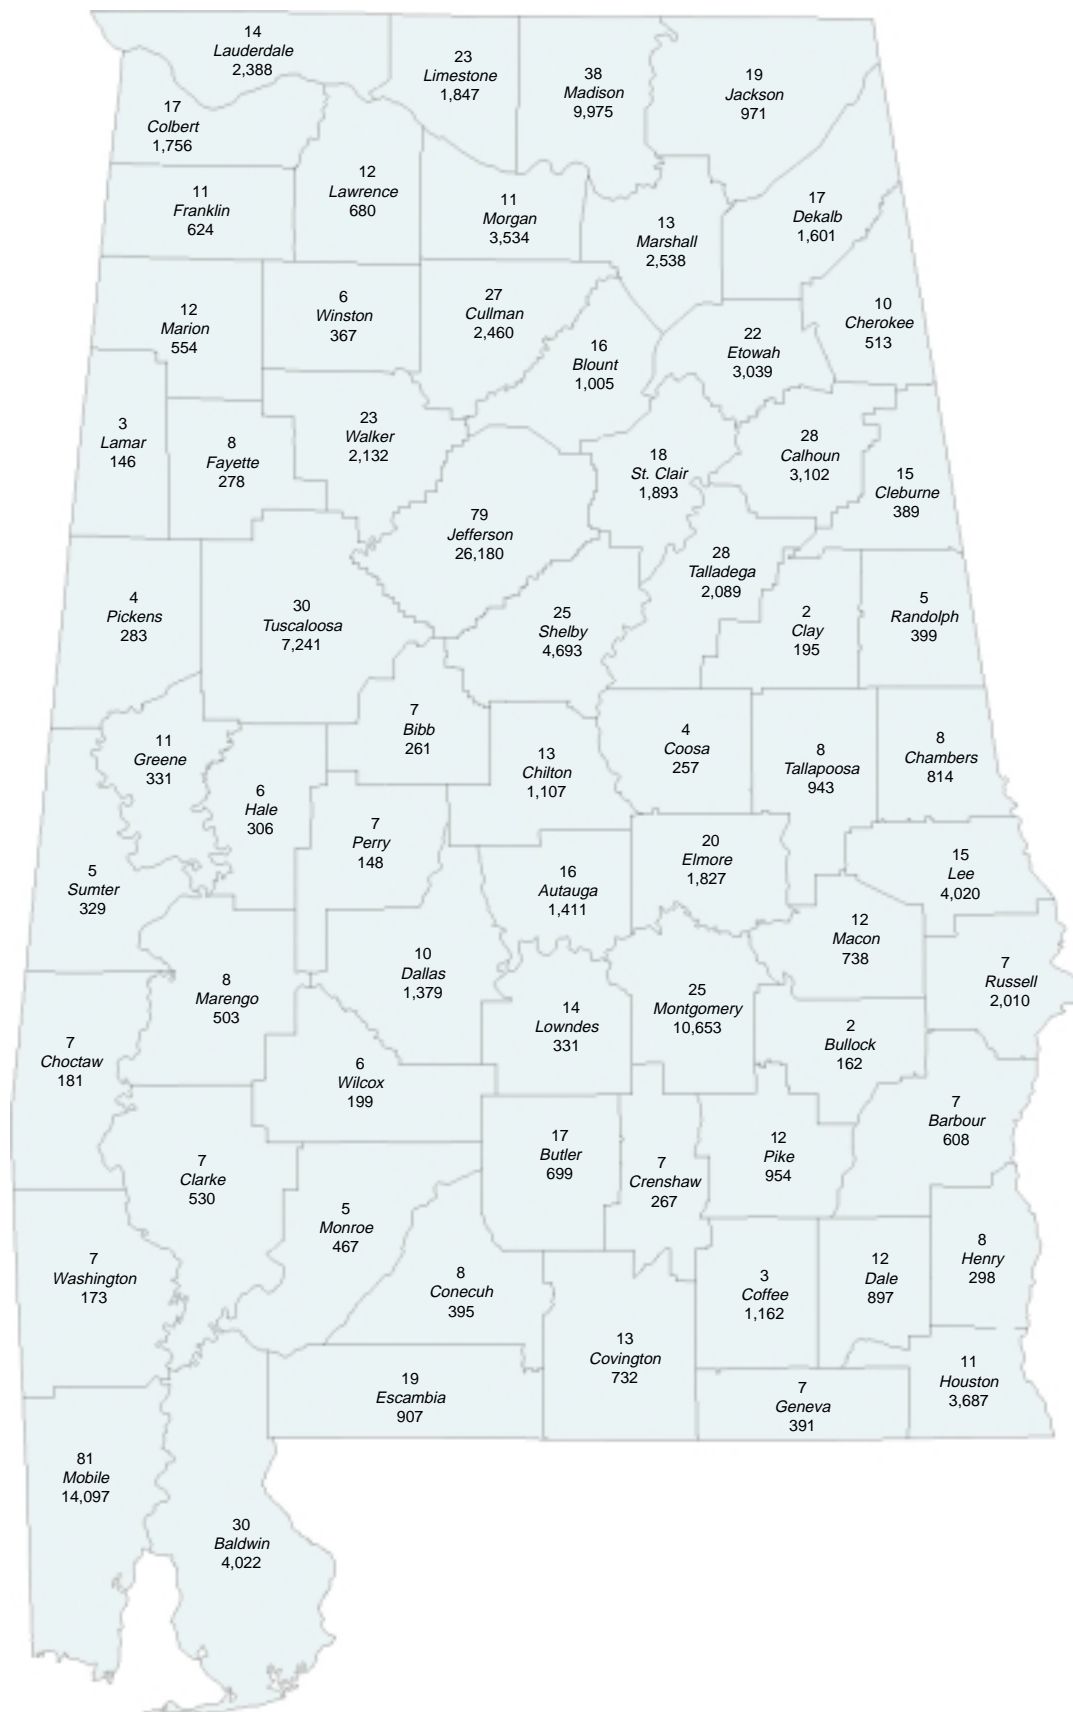 14
Lauderdale
2,388
23
Limestone
1,847
38
Madison
9,975
19
Jackson
971
17
Colbert
1,756
12
Lawrence
680
11
Franklin
624
11
Morgan
3,534
13
Marshall
2,538
17
Dekalb
1,601
12
Marion
554
6
Winston
367
27
Cullman
2,460
16
Blount
1,005
22
Etowah
3,039
10
Cherokee
513
3
Lamar
146
8
Fayette
278
23
Walker
2,132
18
St. Clair
1,893
28
Calhoun
3,102
15
Cleburne
389
79
Jefferson
26,180
28
Talladega
2,089
4
Pickens
283
30
Tuscaloosa
7,241
25
Shelby
4,693
2
Clay
195
5
Randolph
399
11
Greene
331
7
Bibb
261
13
Chilton
1,107
4
Coosa
257
8
Tallapoosa
943
8
Chambers
814
6
Hale
306
7
Perry
148
20
Elmore
1,827
15
Lee
4,020
5
Sumter
329
16
Autauga
1,411
12
Macon
738
8
Marengo
503
10
Dallas
1,379
14
Lowndes
331
25
Montgomery
10,653
7
Russell
2,010
2
Bullock
162
7
Choctaw
181
6
Wilcox
199
7
Barbour
608
7
Clarke
530
17
Butler
699
7
Crenshaw
267
12
Pike
954
5
Monroe
467
7
Washington
173
8
Conecuh
395
3
Coffee
1,162
12
Dale
897
8
Henry
298
13
Covington
732
19
Escambia
907
7
Geneva
391
11
Houston
3,687
81
Mobile
14,097
30
Baldwin
4,022